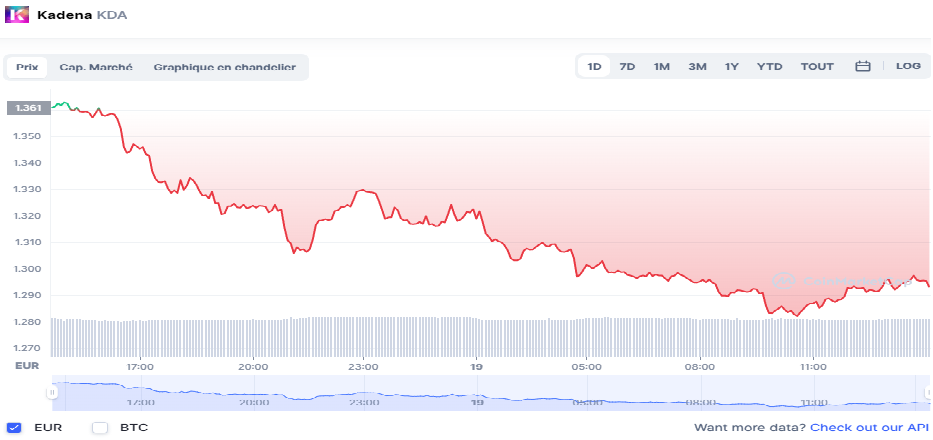 Kadena KDA
Prix Cap. Marché Graphique en chandelier 1D 7D 1M 3M 1Y YTD TOUT LOG
1.361
1.350
1.340
1.330
1.320
1.310
1.300
1.290
1.280
1.270
EUR 17:00 20:00 23:00 19 05:00 08:00 11:00
17:00 20:00 23:00 19 05:00 08:00 11:00
EUR BTC Want more data? Check out our API